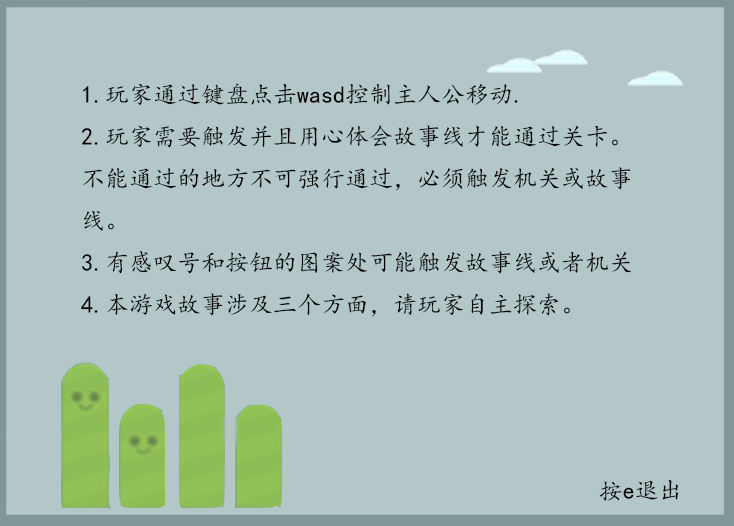 1.玩家通过键盘点击wasd控制主人公移动.
2.玩家需要触发并且用心体会故事线才能通过关卡。
不能通过的地方不可强行通过，必须触发机关或故事
线。
3.有感叹号和按钮的图案处可能触发故事线或者机关
4.本游戏故事涉及三个方面，请玩家自主探索。
按e退出